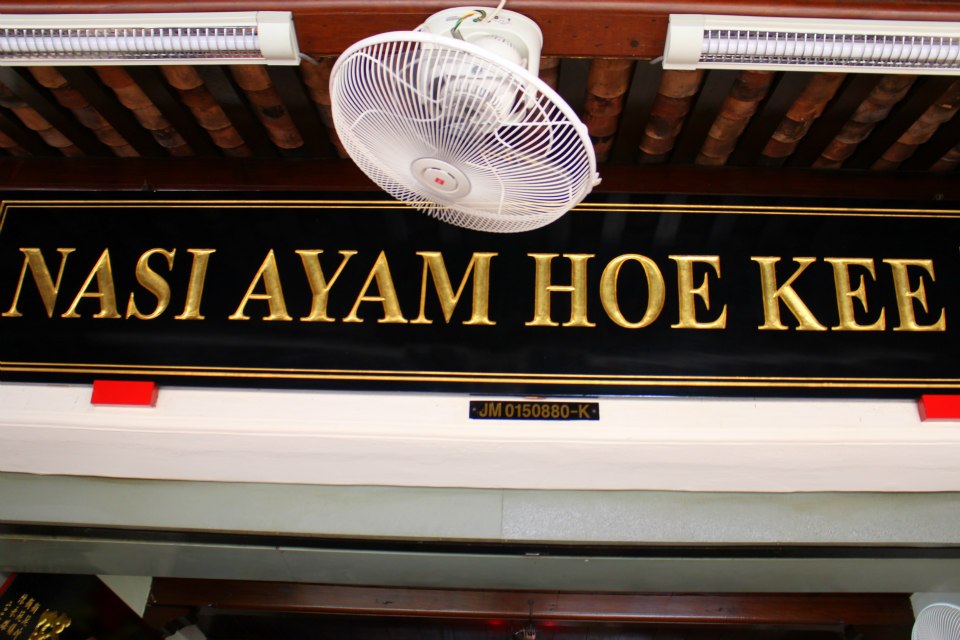 NASI AYAM HOE KEE
JM 0150880-K